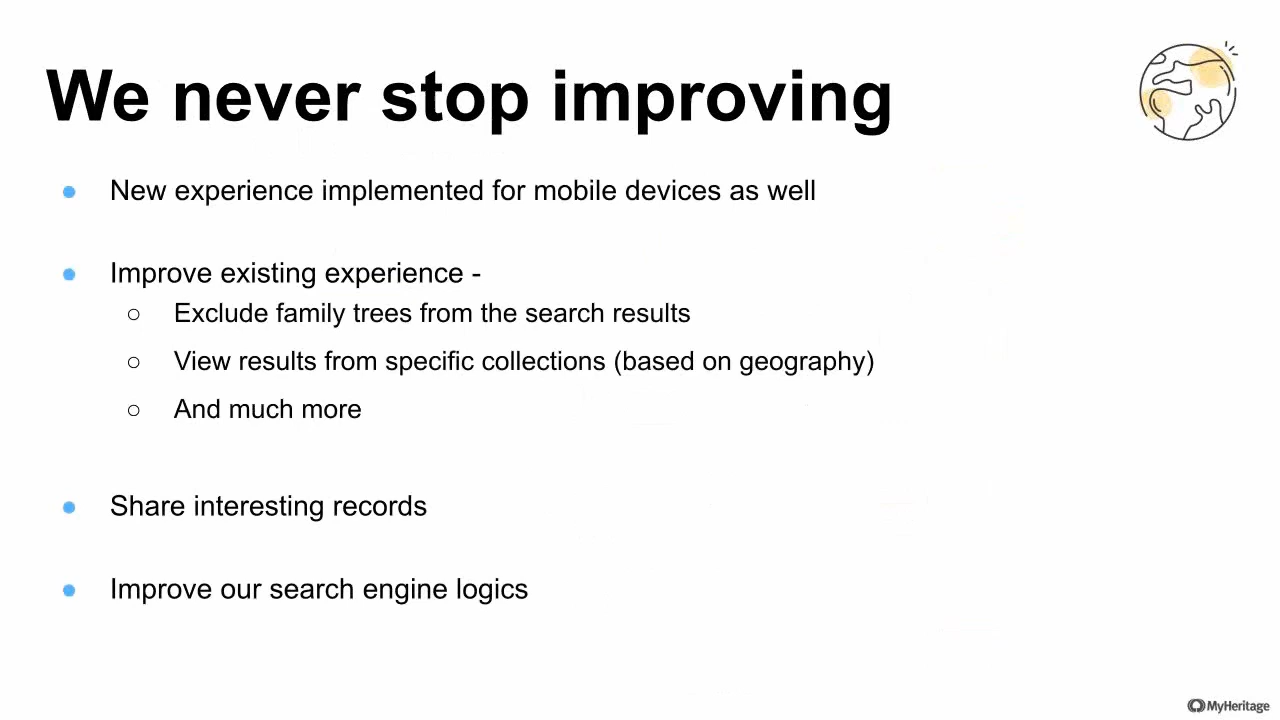 We never stop improving
● New experience implemented for mobile devices as well
● Improve existing experience -
○ Exclude family trees from the search results
○ View results from specific collections (based on geography)
○ And much more
● Share interesting records
● Improve our search engine logics
MyHeritage